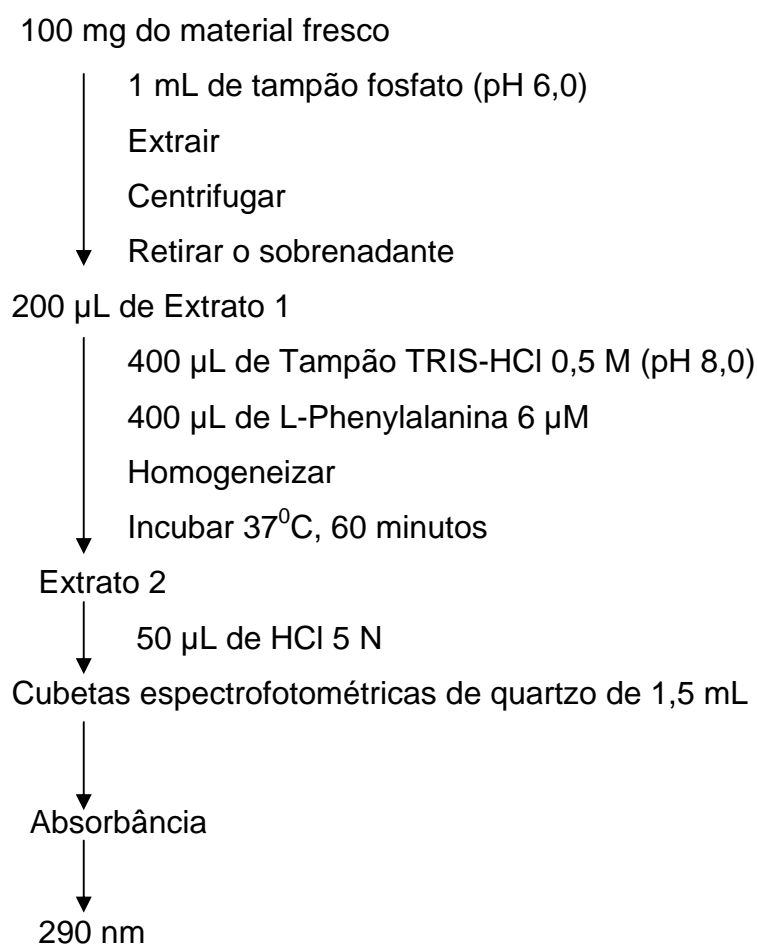 100 mg do material fresco
1 mL de tampão fosfato (pH 6,0)
Extrair
Centrifugar
Retirar o sobrenadante
200 µL de Extrato 1
400 µL de Tampão TRIS-HCl 0,5 M (pH 8,0)
400 µL de L-Phenylalanina 6 µM
Homogeneizar
Incubar 37⁰C, 60 minutos
Extrato 2
50 µL de HCl 5 N
Cubetas espectrofotométricas de quartzo de 1,5 mL
Absorbância
290 nm